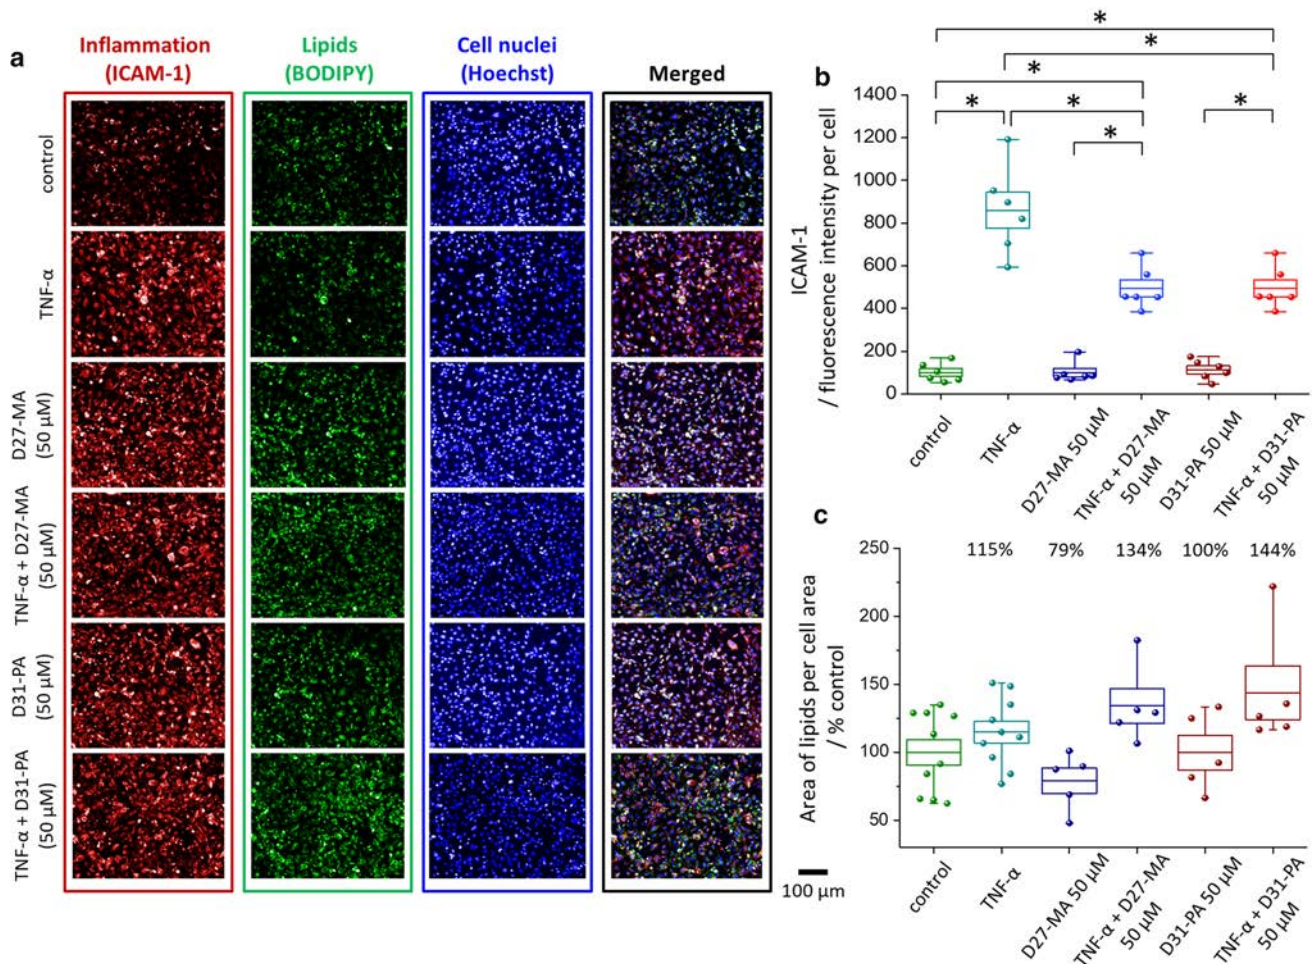 a
Inflammation
(ICAM-1)
Lipids
(BODIPY)
Cell nuclei
(Hoechst)
Merged
control
TNF-α
D27-MA
(50 μM)
TNF-α + D27-MA
(50 μM)
D31-PA
(50 μM)
TNF-α + D31-PA
(50 μM)
100 μm
b
*
*
*
*
*
*
*
ICAM-1
/ fluorescence intensity per cell
1400
1200
1000
800
600
400
200
0
control
TNF-α
D27-MA 50 μM
TNF-α + D27-MA
50 μM
D31-PA 50 μM
TNF-α + D31-PA
50 μM
c
Area of lipids per cell area
/ % control
250
200
150
100
50
115%
79%
134%
100%
144%
control
TNF-α
D27-MA 50 μM
TNF-α + D27-MA
50 μM
D31-PA 50 μM
TNF-α + D31-PA
50 μM